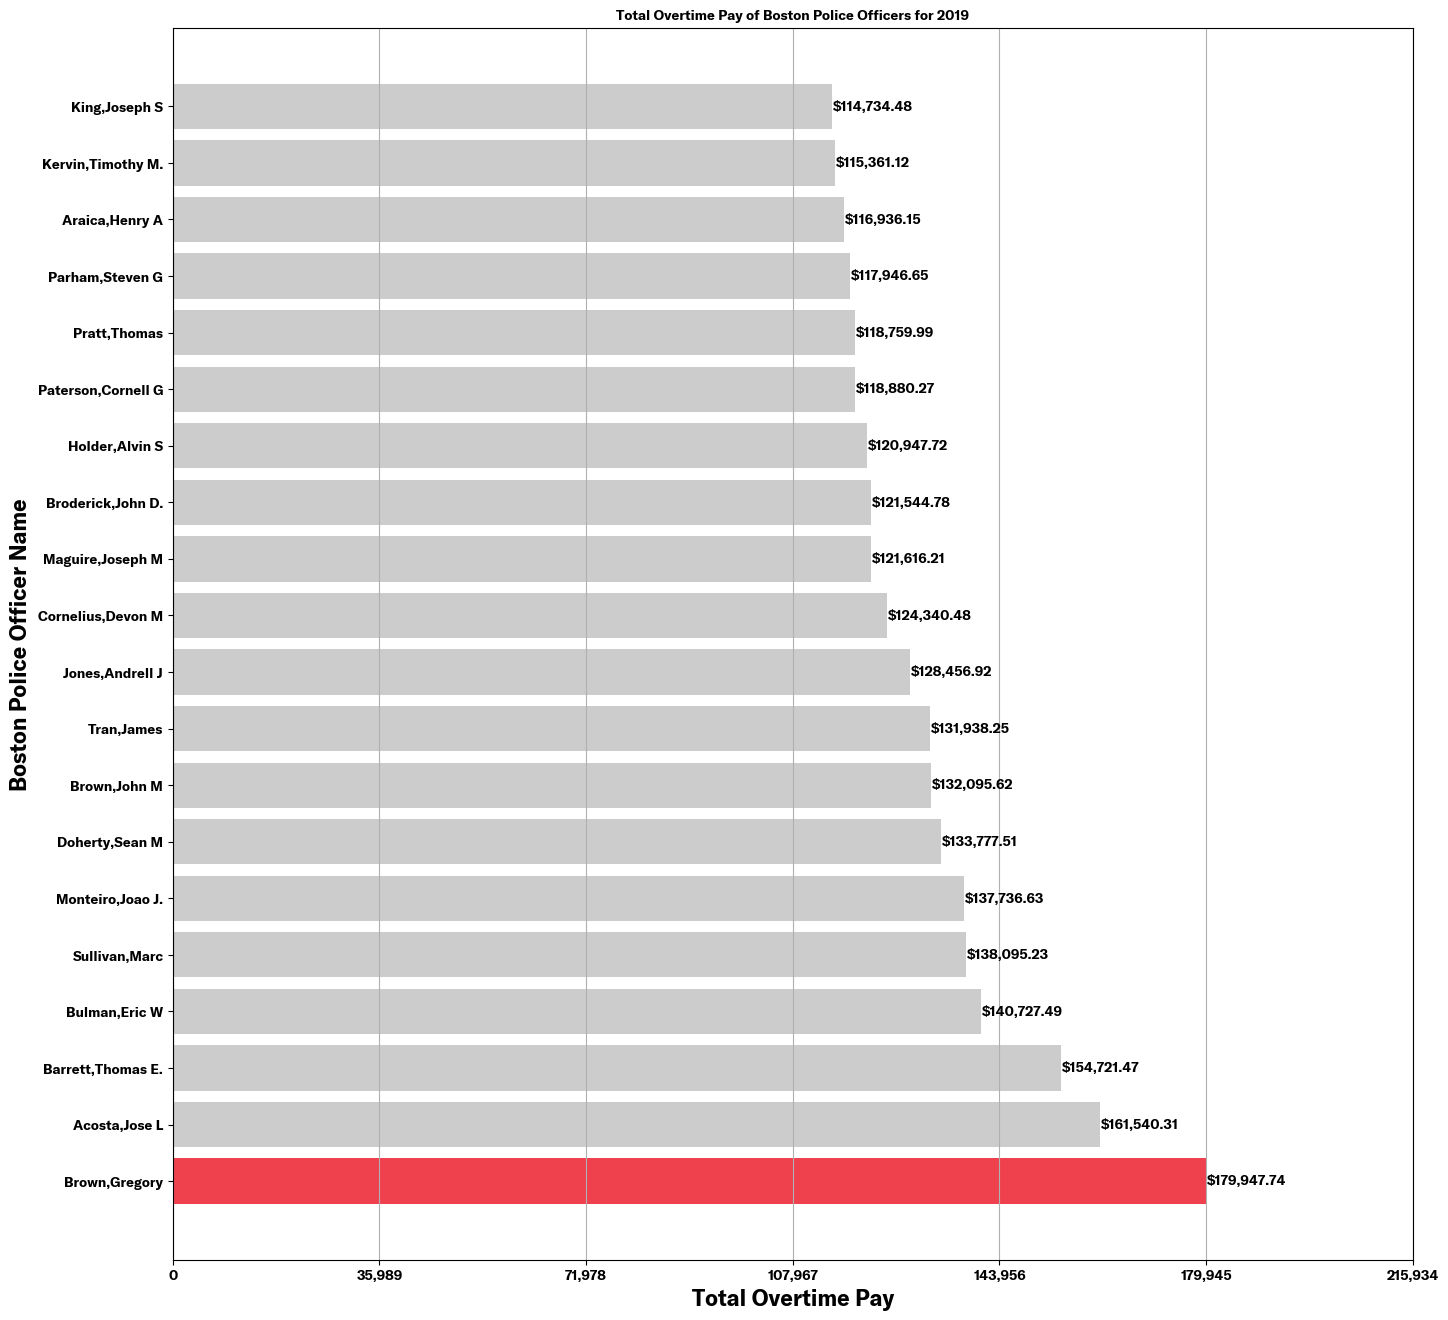 Total Overtime Pay of Boston Police Officers for 2019
Boston Police Officer Name
King,Joseph S $114,734.48
Kervin,Timothy M. $115,361.12
Araica,Henry A $116,936.15
Parham,Steven G $117,946.65
Pratt,Thomas $118,759.99
Paterson,Cornell G $118,880.27
Holder,Alvin S $120,947.72
Broderick,John D. $121,544.78
Maguire,Joseph M $121,616.21
Cornelius,Devon M $124,340.48
Jones,Andrell J $128,456.92
Tran,James $131,938.25
Brown,John M $132,095.62
Doherty,Sean M $133,777.51
Monteiro,Joao J. $137,736.63
Sullivan,Marc $138,095.23
Bulman,Eric W $140,727.49
Barrett,Thomas E. $154,721.47
Acosta,Jose L $161,540.31
Brown,Gregory $179,947.74
0 35,989 71,978 107,967 143,956 179,945 215,934
Total Overtime Pay